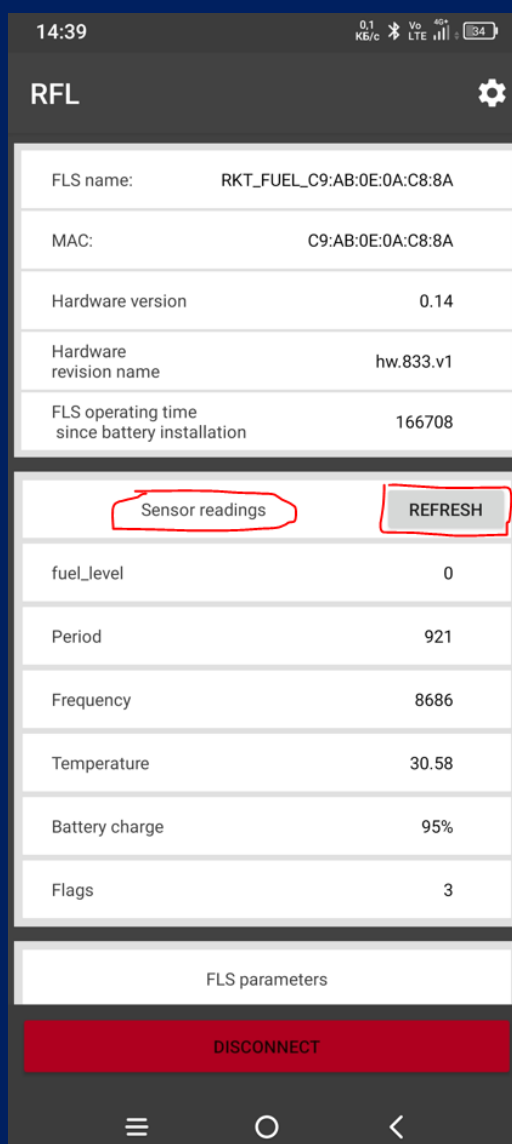 14:39
0,1
КБ/с
Vo
LTE
4G+
34
RFL
FLS name:
RKT_FUEL_C9:AB:0E:0A:C8:8A
MAC:
C9:AB:0E:0A:C8:8A
Hardware version
0.14
Hardware
revision name
hw.833.v1
FLS operating time
since battery installation
166708
Sensor readings
REFRESH
fuel_level
0
Period
921
Frequency
8686
Temperature
30.58
Battery charge
95%
Flags
3
FLS parameters
DISCONNECT